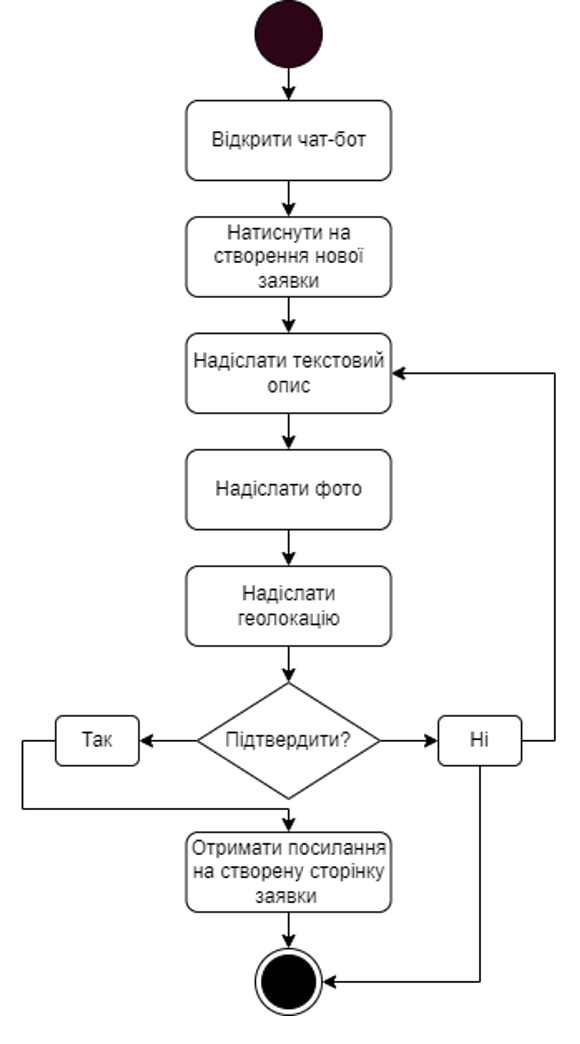 Відкрити чат-бот
Натиснути на
створення нової
заявки
Надіслати текстовий
опис
Надіслати фото
Надіслати
геолокацію
Так
Підтвердити?
Ні
Отримати посилання
на створену сторінку
заявки